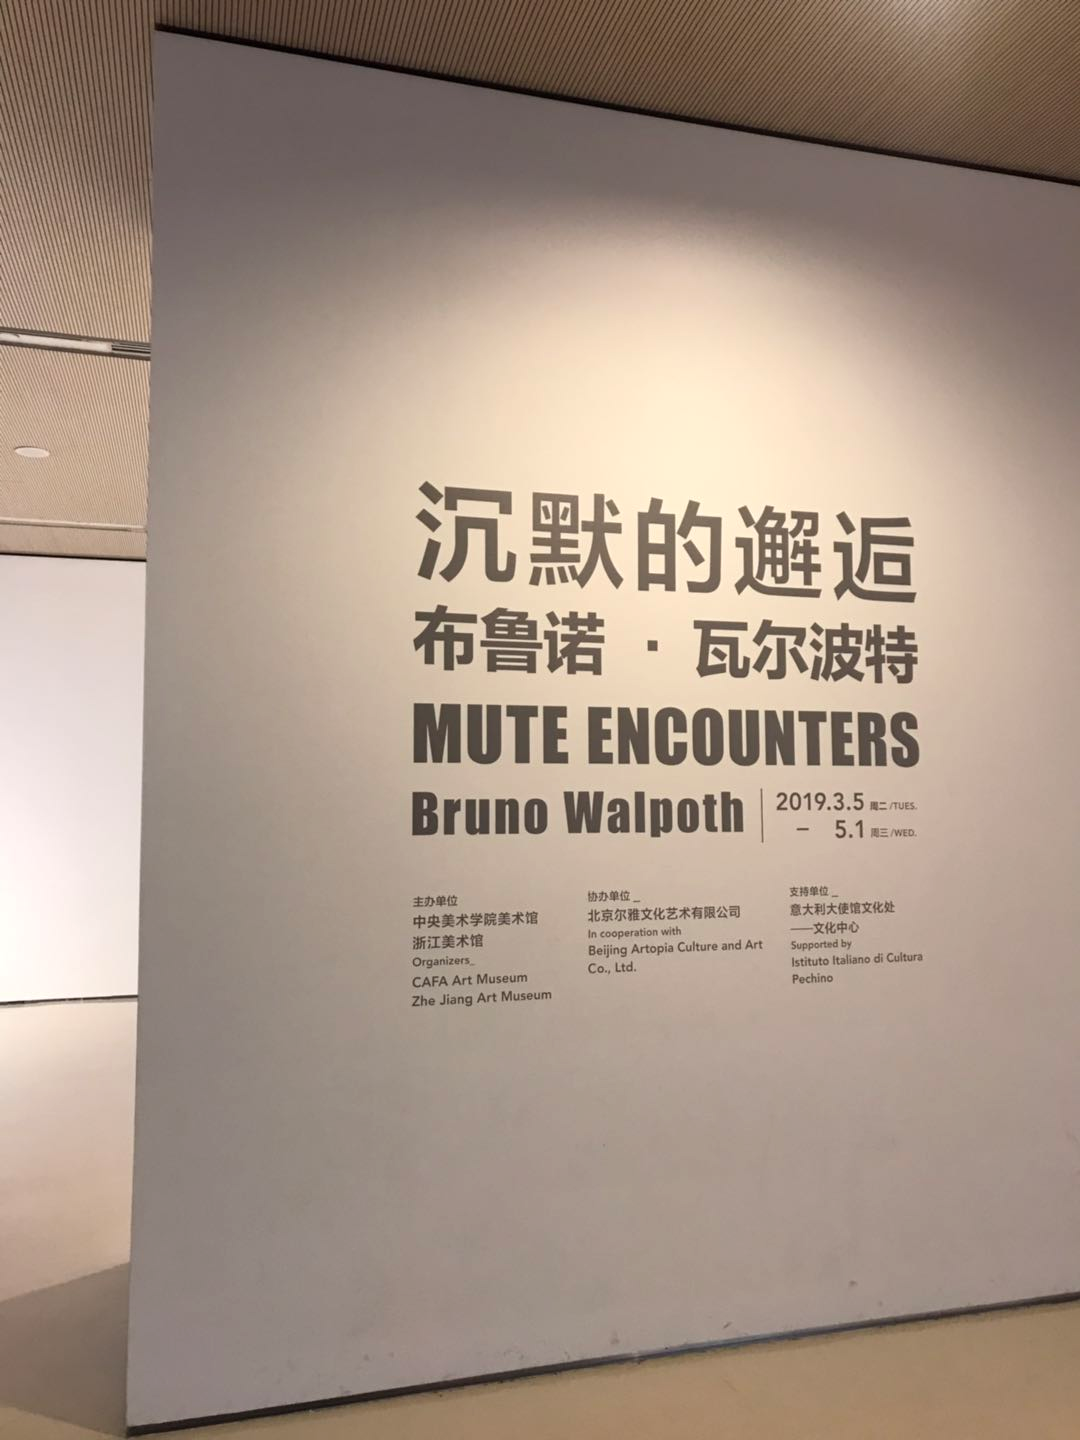 沉默的邂逅
布鲁诺 · 瓦尔波特
MUTE ENCOUNTERS
Bruno Walpoth
2019.3.5 周二/TUES.
– 5.1 周三/WED.
主办单位
中央美术学院美术馆
浙江美术馆
Organizers_
CAFA Art Museum
Zhe Jiang Art Museum
协办单位_
北京尔雅文化艺术有限公司
In cooperation with
Beijing Artopia Culture and Art
Co., Ltd.
支持单位_
意大利大使馆文化处
——文化中心
Supported by
Istituto Italiano di Cultura
Pechino